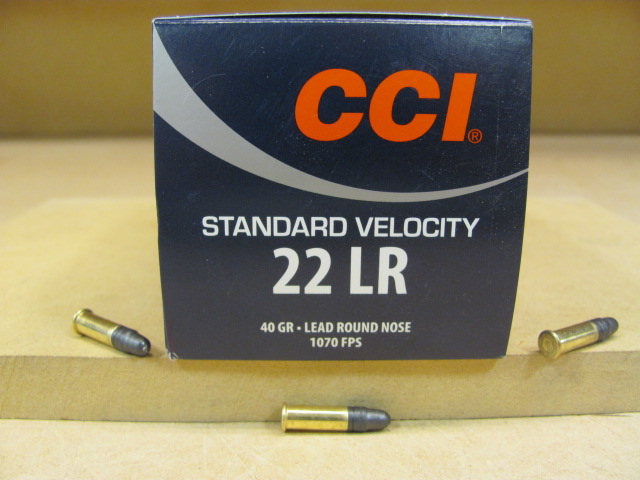 CCI®
STANDARD VELOCITY
22 LR
40 GR • LEAD ROUND NOSE
1070 FPS